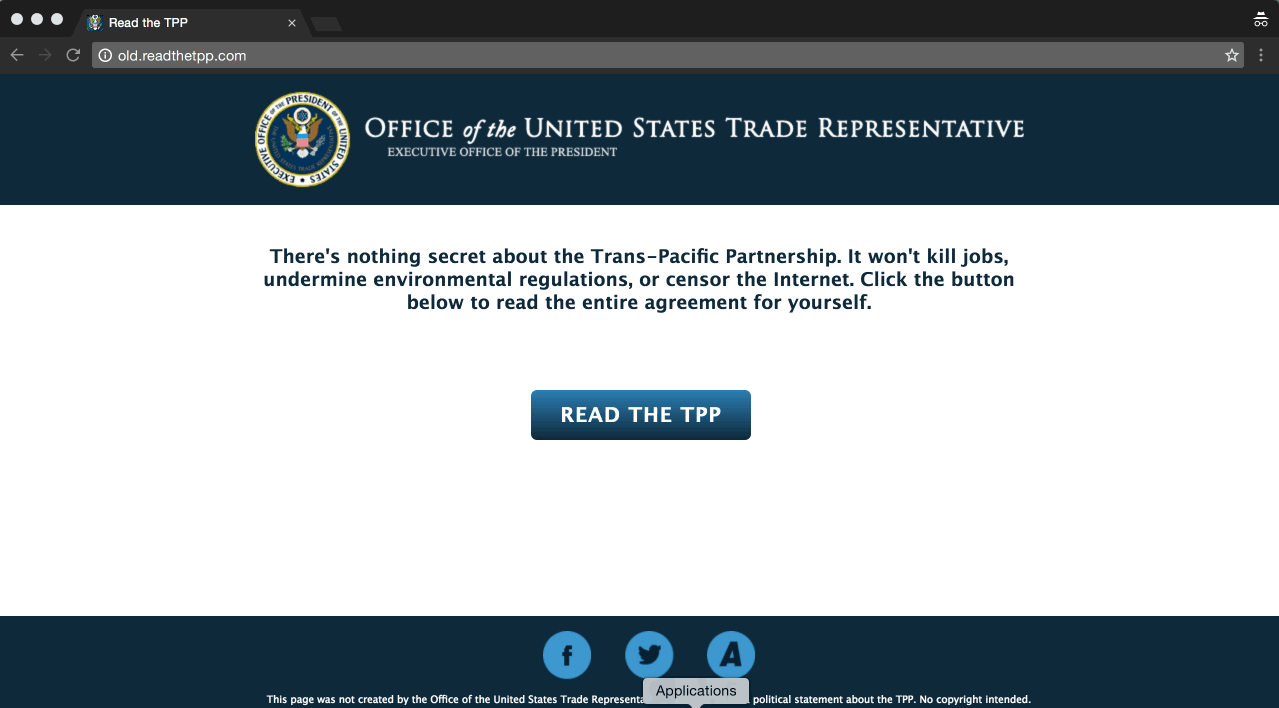 Read the TPP
old.readthetpp.com
EXECUTIVE OFFICE OF THE PRESIDENT OF THE UNITED STATES
OFFICE of the UNITED STATES TRADE REPRESENTATIVE
EXECUTIVE OFFICE OF THE PRESIDENT
There's nothing secret about the Trans-Pacific Partnership. It won't kill jobs,
undermine environmental regulations, or censor the Internet. Click the button
below to read the entire agreement for yourself.
READ THE TPP
f
A
Applications
This page was not created by the Office of the United States Trade Representa political statement about the TPP. No copyright intended.